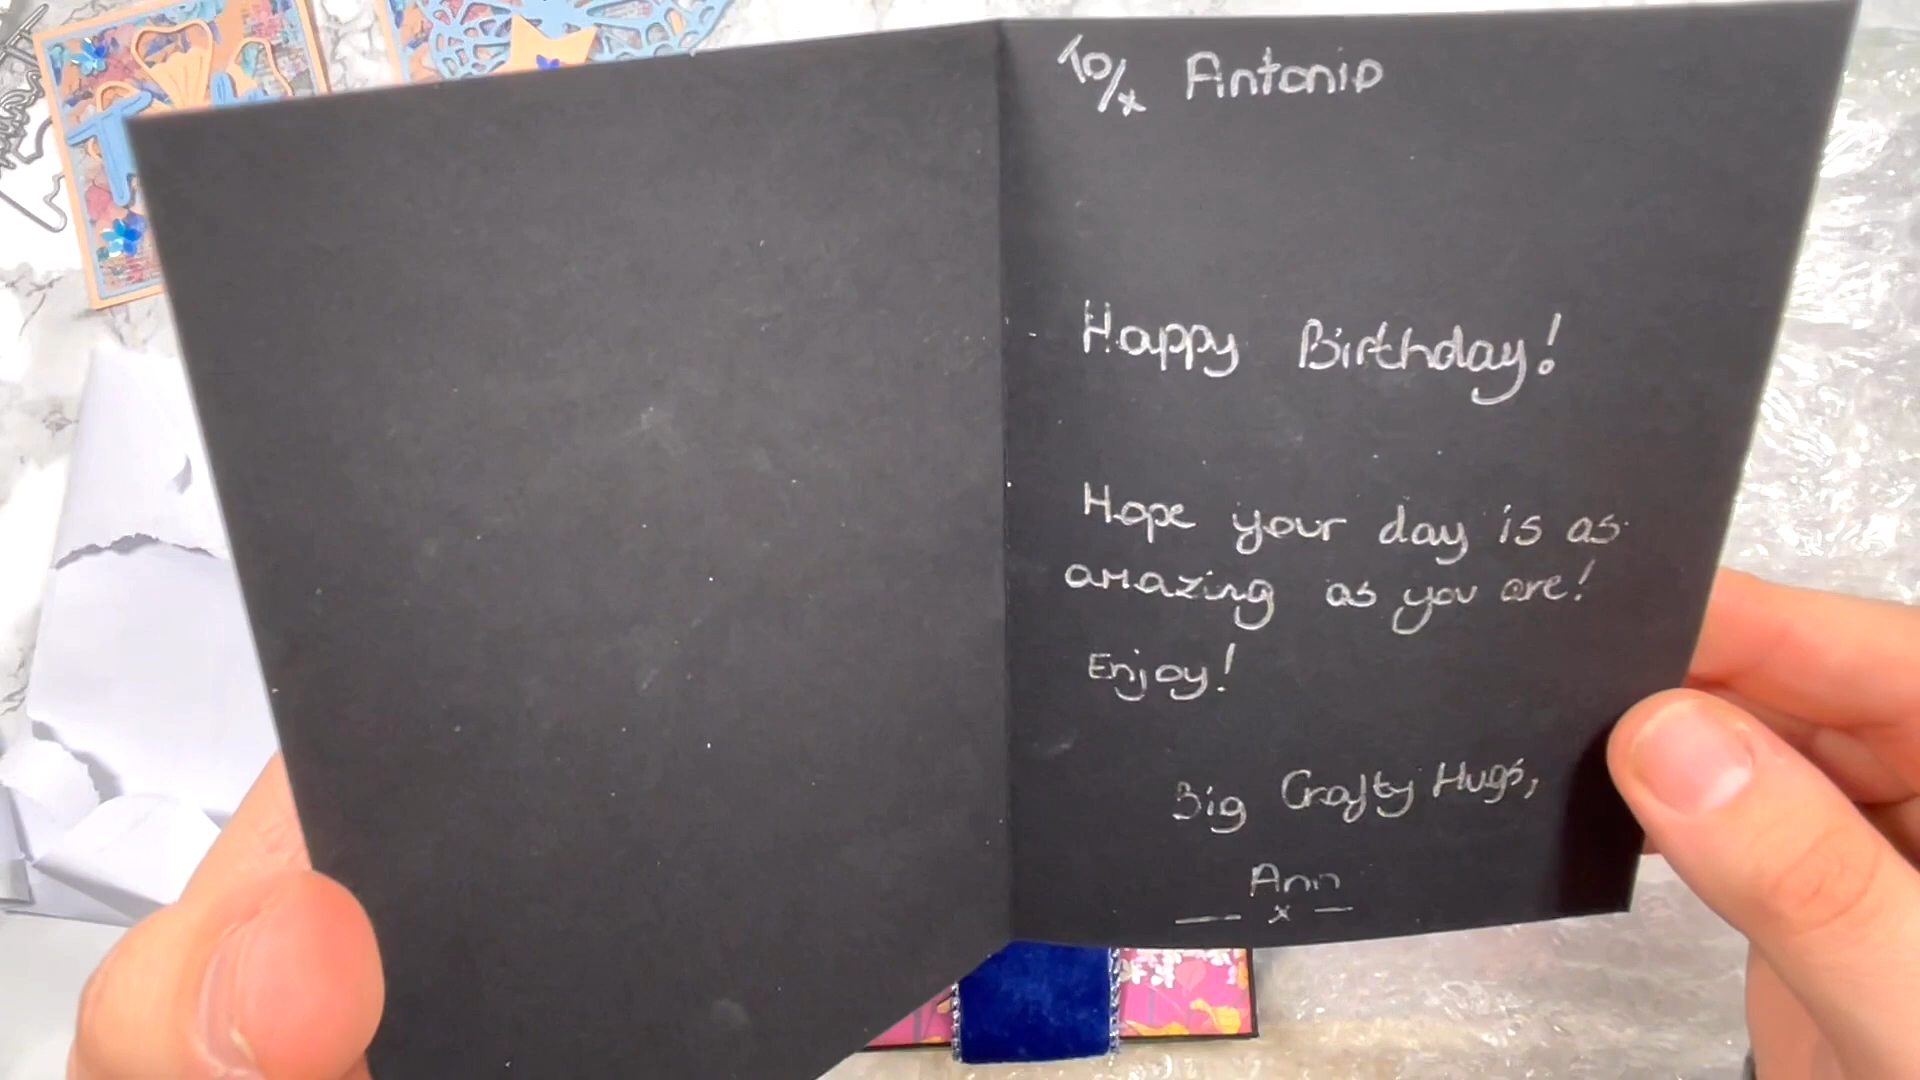 To/x Antonio
Happy Birthday!
Hope your day is as
amazing as you are!
Enjoy!
Big Crafty Hugs,
Ann
x